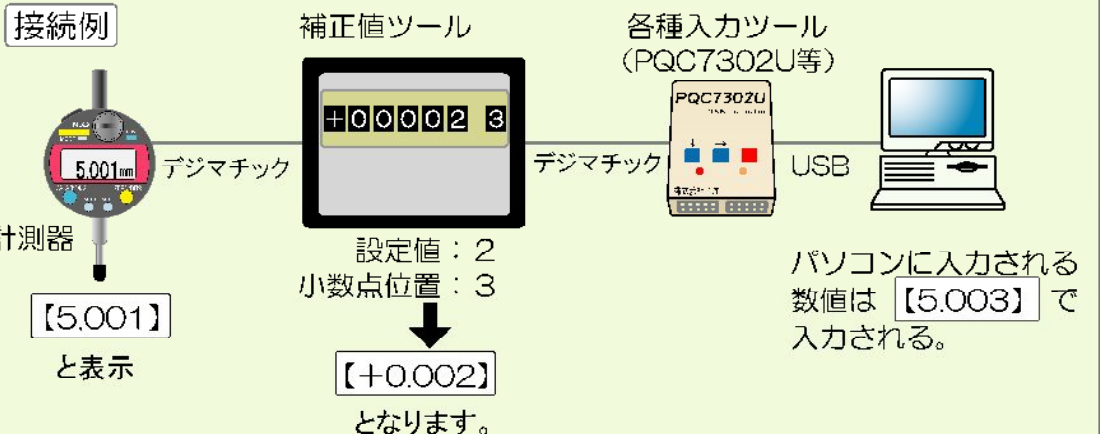 接続例
補正値ツール
各種入力ツール
（PQC7302U等）
+00002 3
PQC7302U
5.001mm
デジマチック
デジマチック
USB
計測器
設定値：2
小数点位置：3
【5.001】
と表示
【+0.002】
となります。
パソコンに入力される
数値は 【5.003】 で
入力される。